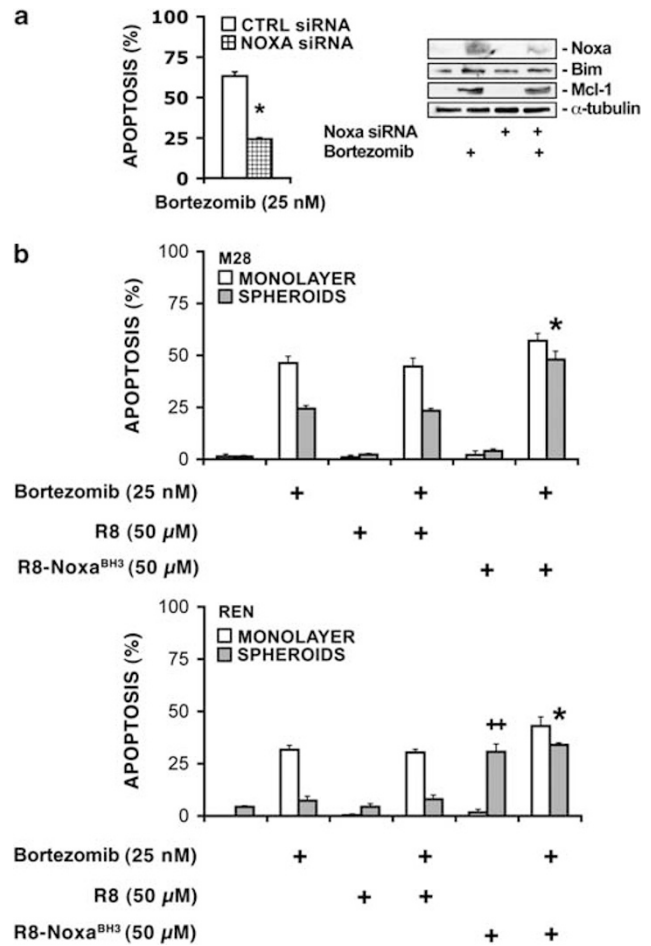 a
CTRL siRNA
NOXA siRNA
APOPTOSIS (%)
100
75
50
25
0
*
Bortezomib (25 nM)
- Noxa
- Bim
- Mcl-1
- α-tubulin
Noxa siRNA + +
Bortezomib + +
b
M28
MONOLAYER
SPHEROIDS
APOPTOSIS (%)
100
75
50
25
0
*
Bortezomib (25 nM) + + +
R8 (50 µM) + +
R8-Noxa^BH3 (50 µM) + +
REN
MONOLAYER
SPHEROIDS
APOPTOSIS (%)
100
75
50
25
0
‡ *
Bortezomib (25 nM) + + +
R8 (50 µM) + +
R8-Noxa^BH3 (50 µM) + +